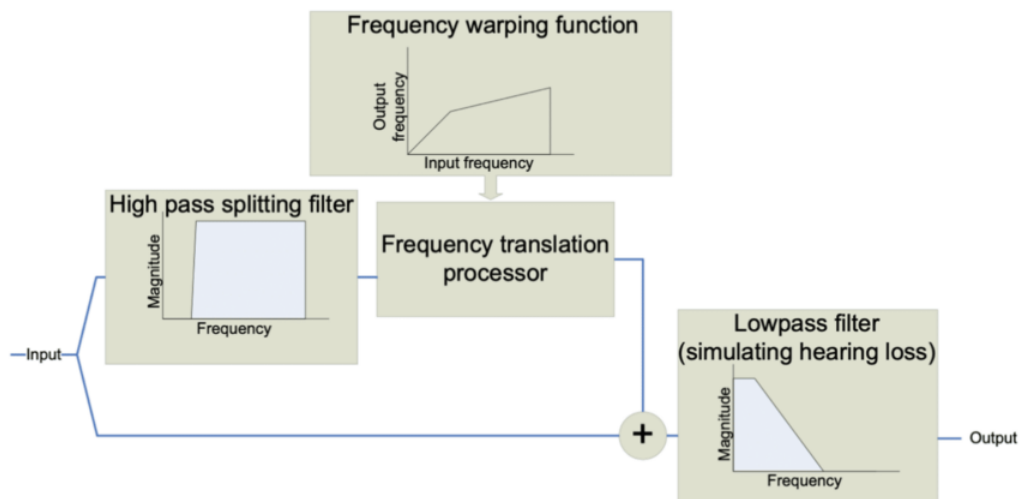 Frequency warping function
Output
frequency
Input frequency
High pass splitting filter
Magnitude
Frequency
Frequency translation
processor
Input
Lowpass filter
(simulating hearing loss)
Magnitude
Frequency
+
Output